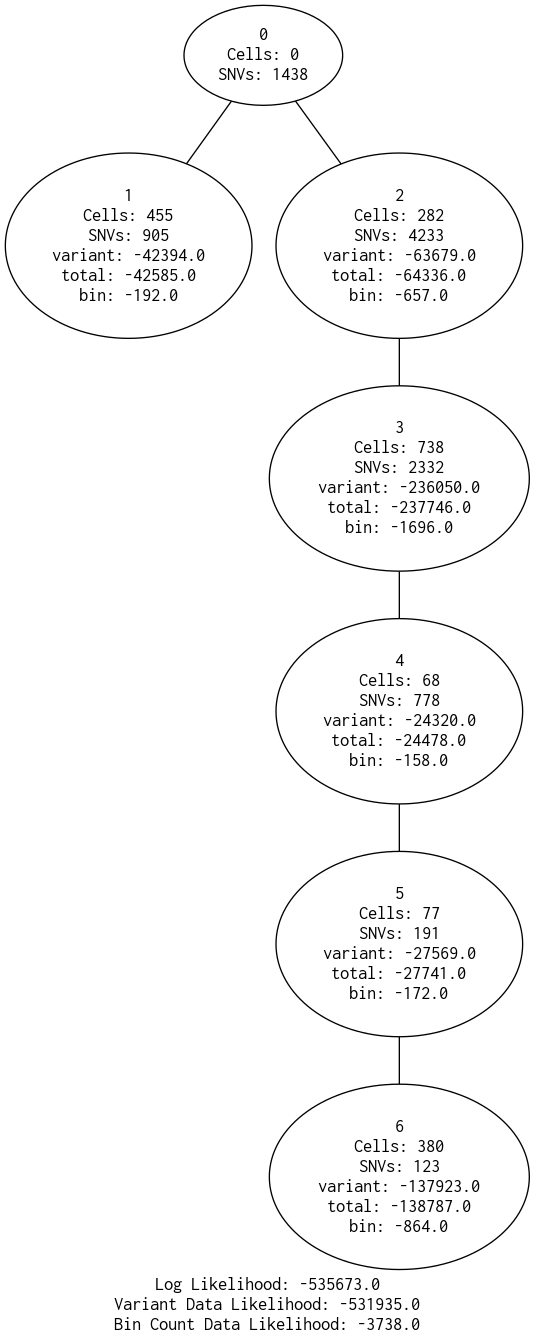 0
Cells: 0
SNVs: 1438
1
Cells: 455
SNVs: 905
variant: -42394.0
total: -42585.0
bin: -192.0
2
Cells: 282
SNVs: 4233
variant: -63679.0
total: -64336.0
bin: -657.0
3
Cells: 738
SNVs: 2332
variant: -236050.0
total: -237746.0
bin: -1696.0
4
Cells: 68
SNVs: 778
variant: -24320.0
total: -24478.0
bin: -158.0
5
Cells: 77
SNVs: 191
variant: -27569.0
total: -27741.0
bin: -172.0
6
Cells: 380
SNVs: 123
variant: -137923.0
total: -138787.0
bin: -864.0
Log Likelihood: -535673.0
Variant Data Likelihood: -531935.0
Bin Count Data Likelihood: -3738.0